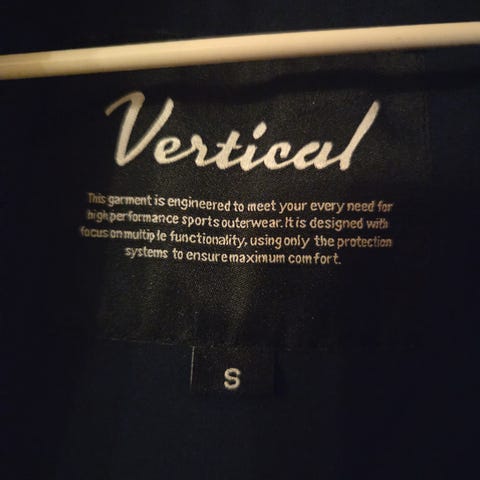 Vertical
This garment is engineered to meet your every need for
high performance sports outerwear. It is designed with
focus on multiple functionality, using only the protection
systems to ensure maximum comfort.
S